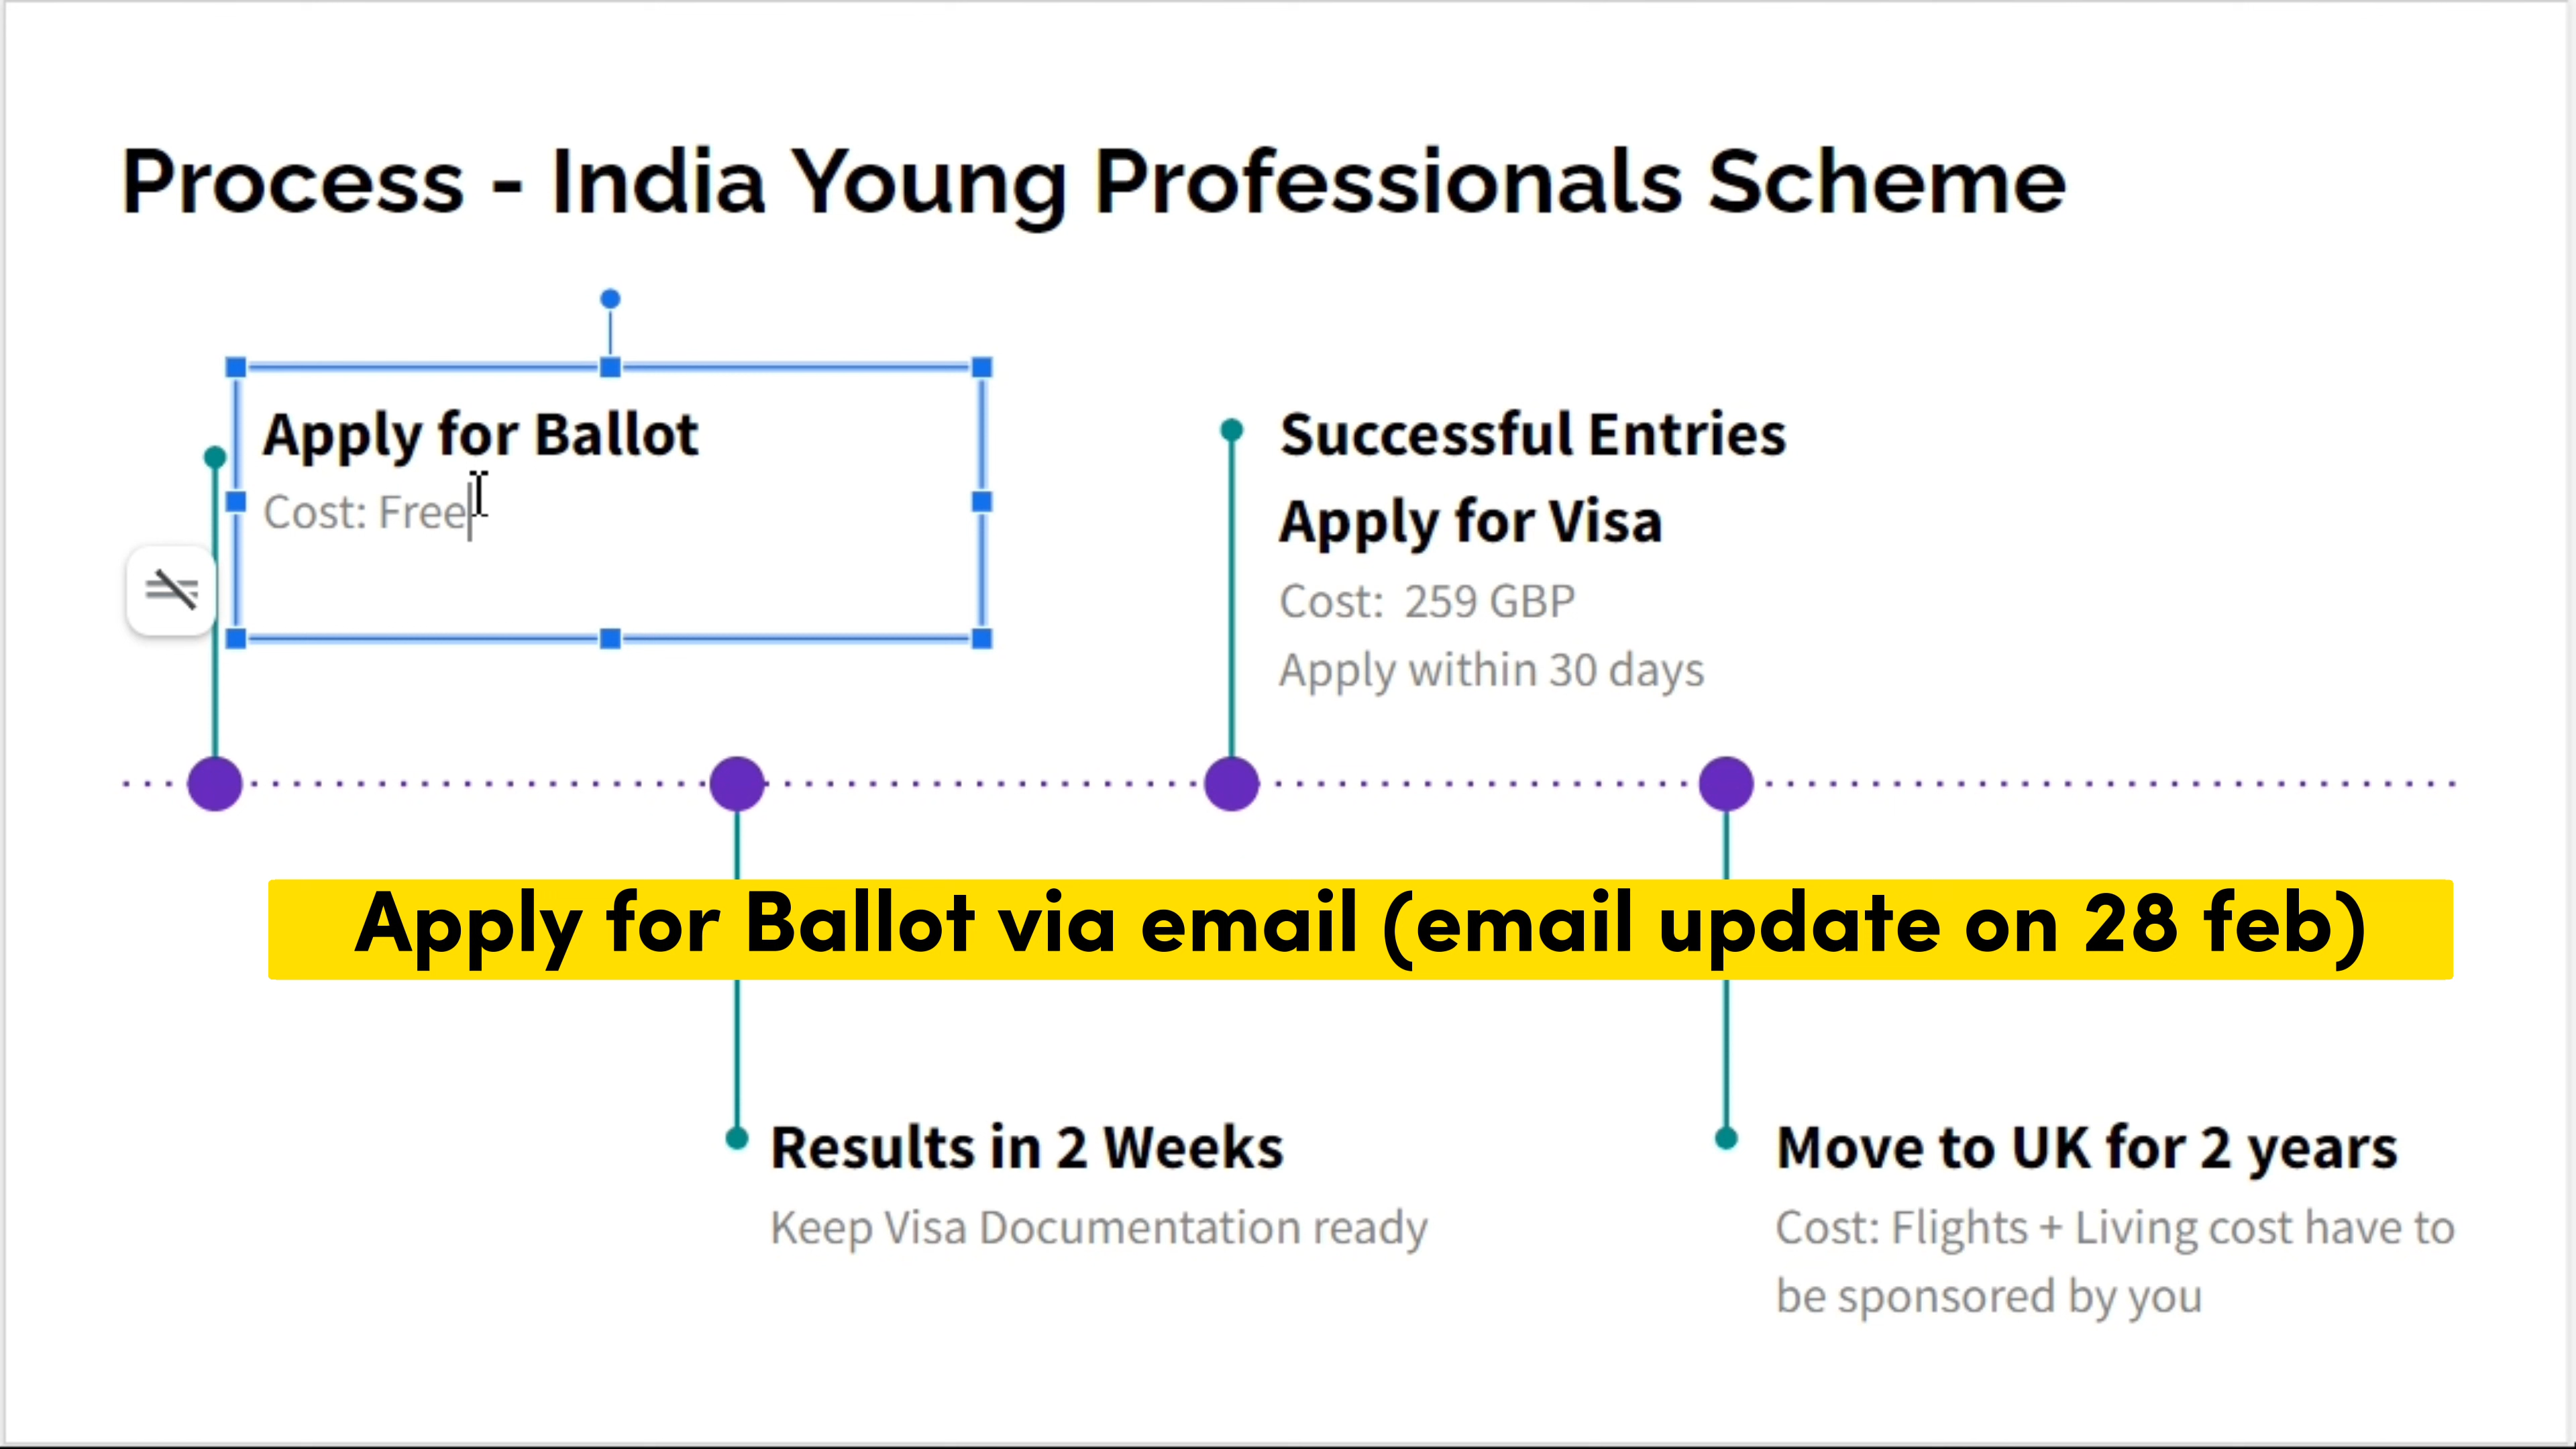 Process - India Young Professionals Scheme
Apply for Ballot
Cost: Free
Successful Entries
Apply for Visa
Cost: 259 GBP
Apply within 30 days
Apply for Ballot via email (email update on 28 feb)
Results in 2 Weeks
Keep Visa Documentation ready
Move to UK for 2 years
Cost: Flights + Living cost have to
be sponsored by you